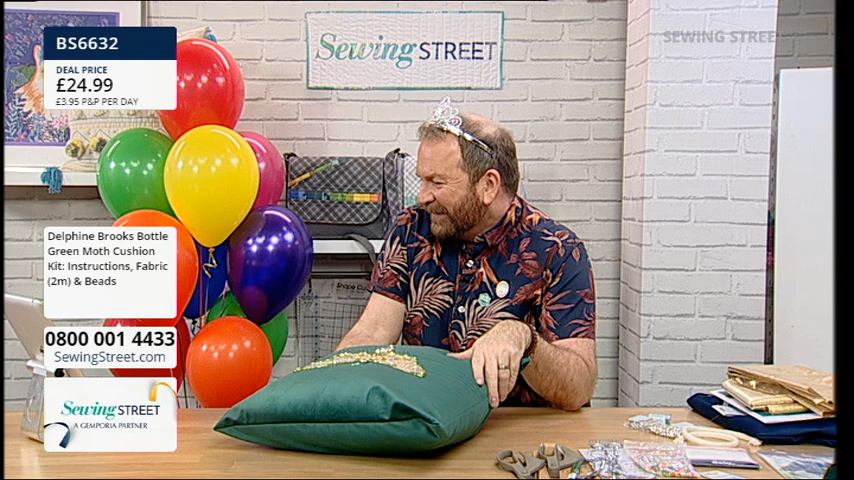 BS6632
DEAL PRICE
£24.99
£3.95 P&P PER DAY
Sewing STREET
SEWING STREE
Delphine Brooks Bottle
Green Moth Cushion
Kit: Instructions, Fabric
(2m) & Beads
0800 001 4433
SewingStreet.com
Sewing STREET
A GEMPORIA PARTNER